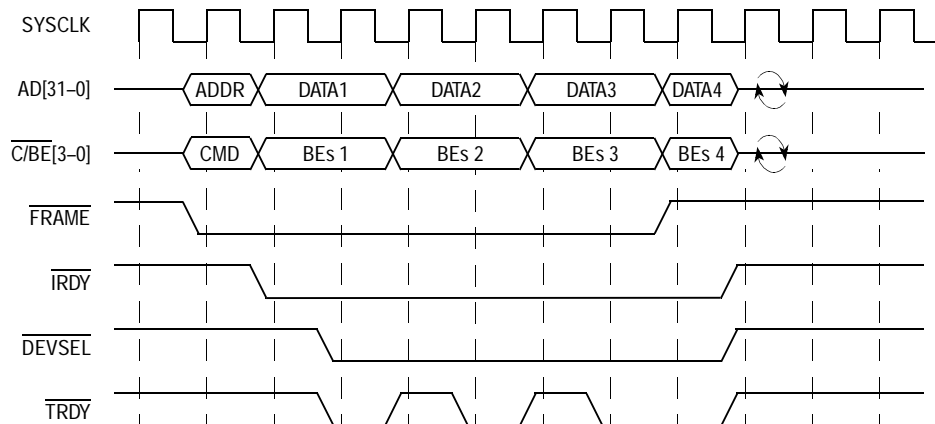 SYSCLK
AD[31–0] ADDR DATA1 DATA2 DATA3 DATA4
C/BE[3–0] CMD BEs 1 BEs 2 BEs 3 BEs 4
FRAME
IRDY
DEVSEL
TRDY